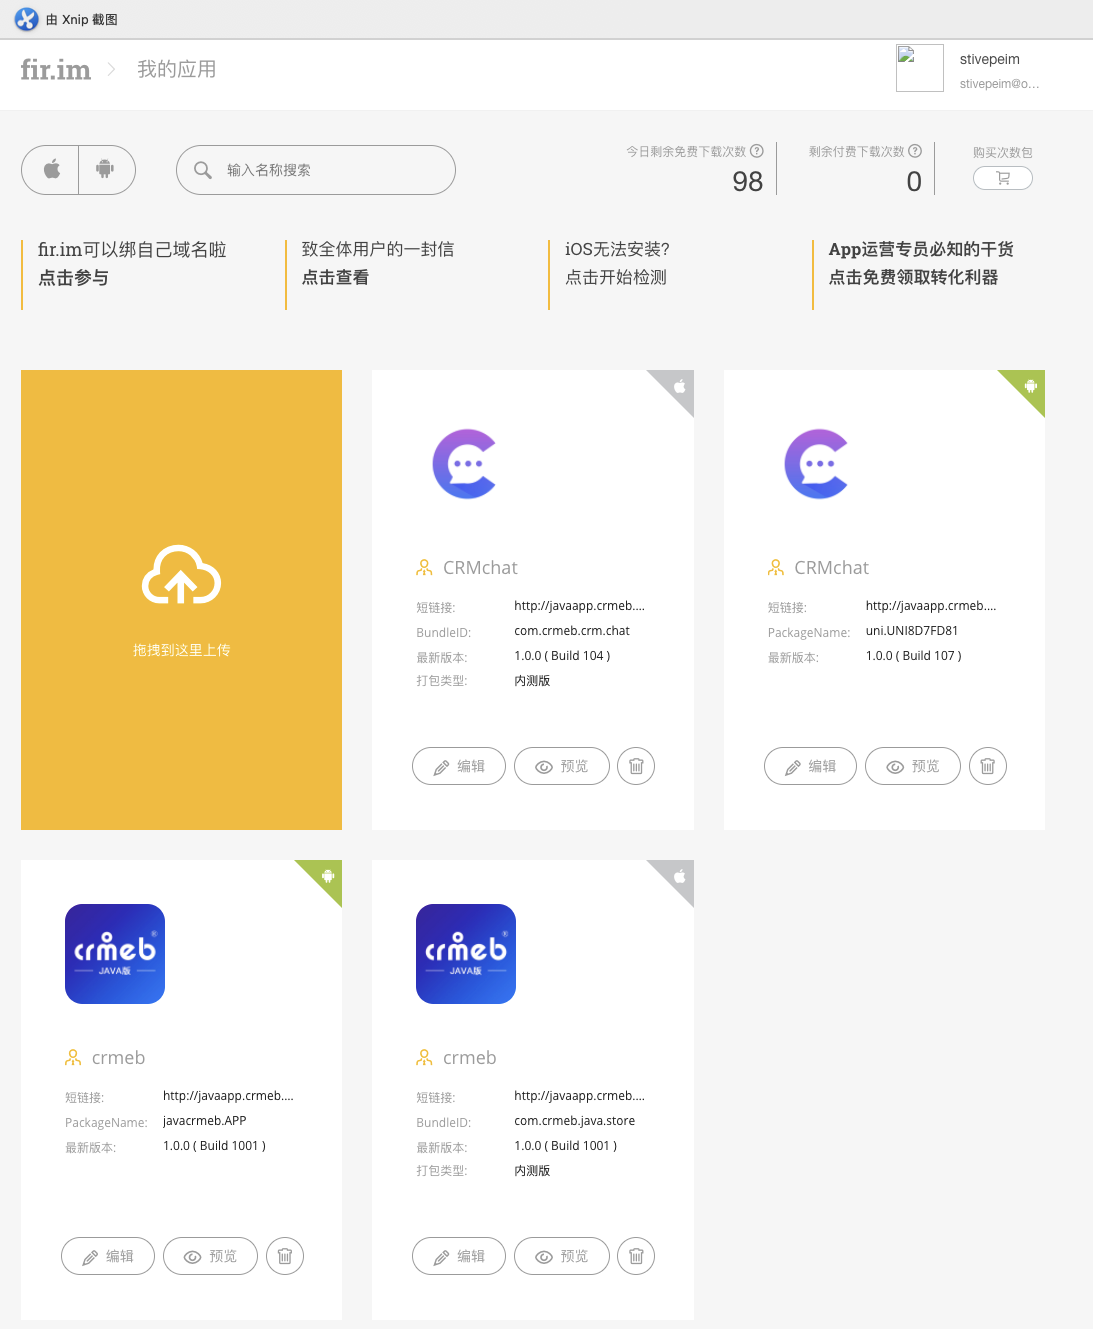 由 Xnip 截图
fir.im
我的应用
stivepeim
stivepeim@o...
输入名称搜索
今日剩余免费下载次数
98
剩余付费下载次数
0
购买次数包
fir.im可以绑自己域名啦
点击参与
致全体用户的一封信
点击查看
iOS无法安装?
点击开始检测
App运营专员必知的干货
点击免费领取转化利器
拖拽到这里上传
CRMchat
短链接: http://javaapp.crmeb....
BundleID: com.crmeb.crm.chat
最新版本: 1.0.0 ( Build 104 )
打包类型: 内测版
编辑 预览
CRMchat
短链接: http://javaapp.crmeb....
PackageName: uni.UNI8D7FD81
最新版本: 1.0.0 ( Build 107 )
编辑 预览
crmeb®
JAVA版
crmeb
短链接: http://javaapp.crmeb....
PackageName: javacrmeb.APP
最新版本: 1.0.0 ( Build 1001 )
编辑 预览
crmeb®
JAVA版
crmeb
短链接: http://javaapp.crmeb....
BundleID: com.crmeb.java.store
最新版本: 1.0.0 ( Build 1001 )
打包类型: 内测版
编辑 预览